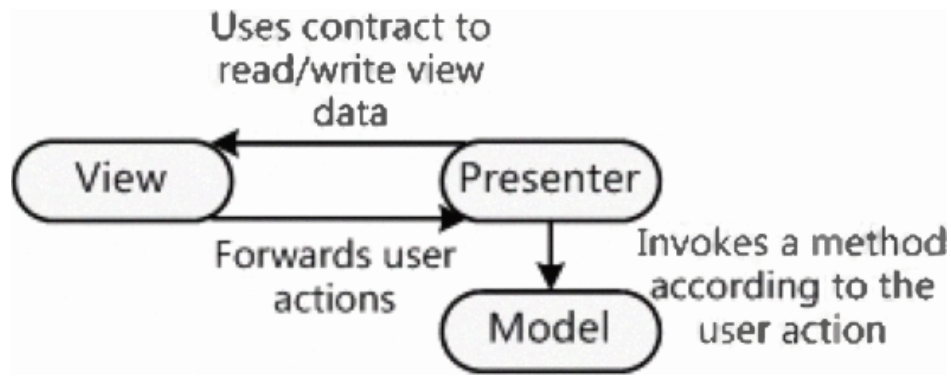 Uses contract to
read/write view
data
View
Presenter
Forwards user
actions
Invokes a method
according to the
user action
Model